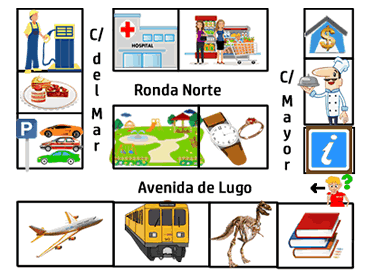 C/ del Mar
HOSPITAL
Ronda Norte
C/ Mayor
P
i
Avenida de Lugo
?